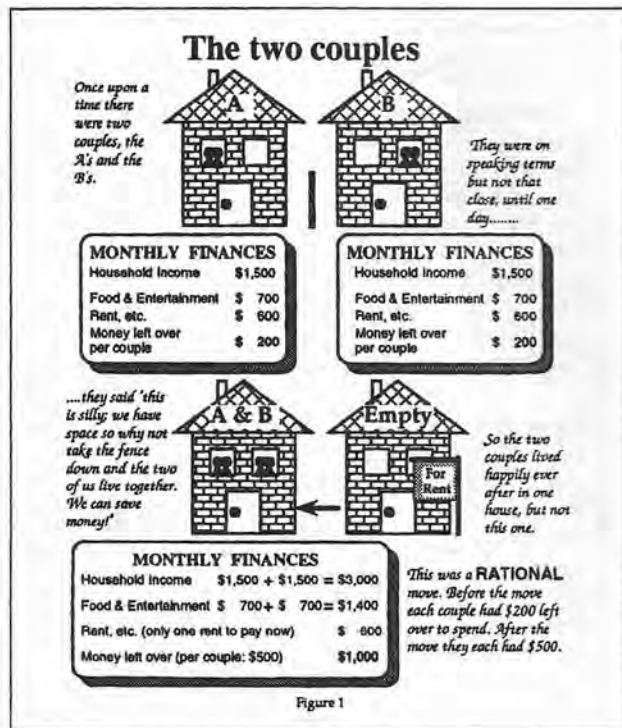 The two couples
Once upon a
time there
were two
couples, the
A's and the
B's.
A
B
They were on
speaking terms
but not that
close, until one
day........
MONTHLY FINANCES
Household Income $1,500
Food & Entertainment $ 700
Rent, etc. $ 600
Money left over
per couple $ 200
MONTHLY FINANCES
Household Income $1,500
Food & Entertainment $ 700
Rent, etc. $ 600
Money left over
per couple $ 200
....they said 'this
is silly; we have
space so why not
take the fence
down and the two
of us live together.
We can save
money!'
A & B
Empty
For
Rent
So the two
couples lived
happily ever
after in one
house, but not
this one.
MONTHLY FINANCES
Household Income $1,500 + $1,500 = $3,000
Food & Entertainment $ 700 + $ 700 = $1,400
Rent, etc. (only one rent to pay now) $ 600
Money left over (per couple: $500) $1,000
This was a RATIONAL
move. Before the move
each couple had $200 left
over to spend. After the
move they each had $500.
Figure 1